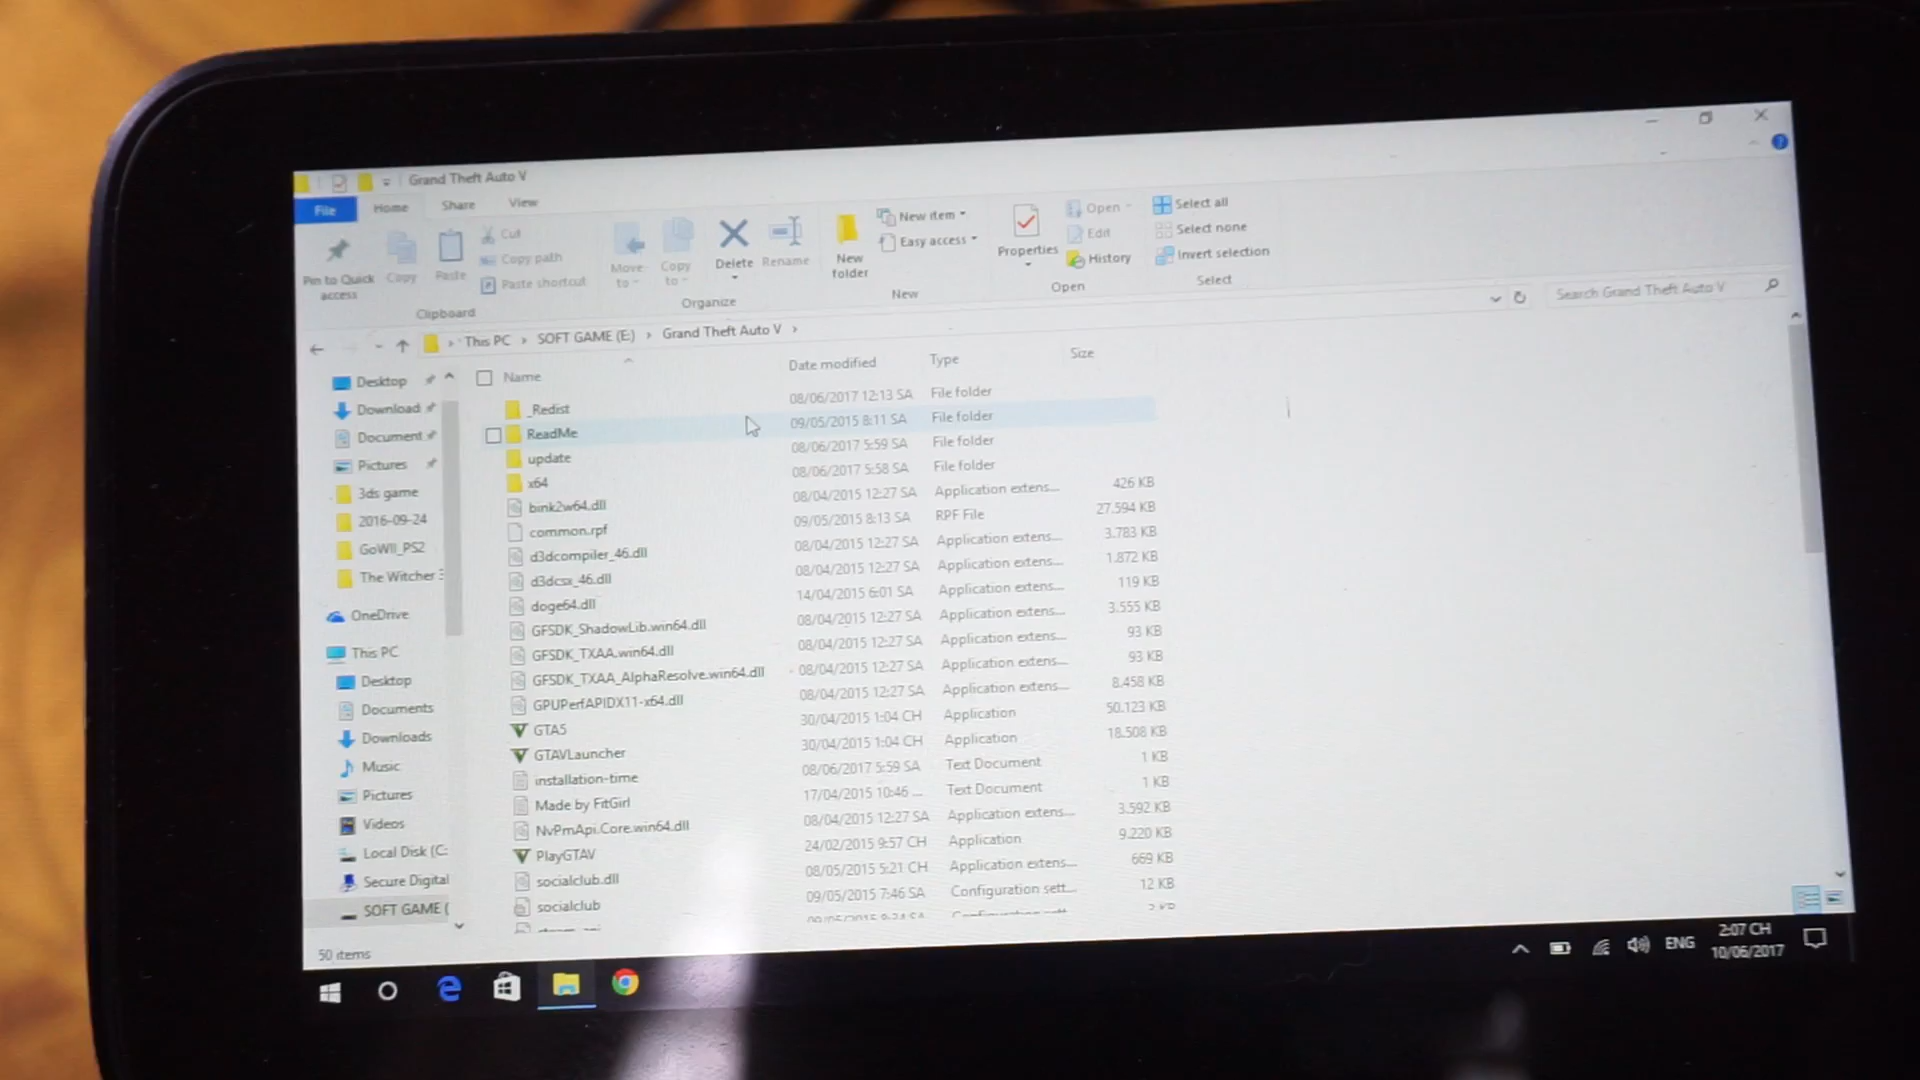 Grand Theft Auto V
File Home Share View
Pin to Quick access
Copy
Paste
Cut
Copy path
Paste shortcut
Clipboard
Move to
Copy to
Delete
Rename
Organize
New folder
New item
Easy access
New
Properties
Open
Edit
History
Open
Select all
Select none
Invert selection
Select
This PC > SOFT GAME (E:) > Grand Theft Auto V >
Search Grand Theft Auto V
Desktop
Download
Document
Pictures
3ds game
2016-09-24
GoWII_PS2
The Witcher 3
OneDrive
This PC
Desktop
Documents
Downloads
Music
Pictures
Videos
Local Disk (C:
Secure Digital
SOFT GAME (
Name Date modified Type Size
_Redist 08/06/2017 12:13 SA File folder
ReadMe 09/05/2015 8:11 SA File folder
update 08/06/2017 5:59 SA File folder
x64 08/06/2017 5:58 SA File folder
bink2w64.dll 08/04/2015 12:27 SA Application extens... 426 KB
common.rpf 09/05/2015 8:13 SA RPF File 27.594 KB
d3dcompiler_46.dll 08/04/2015 12:27 SA Application extens... 3.783 KB
d3dcsx_46.dll 08/04/2015 12:27 SA Application extens... 1.872 KB
doge64.dll 14/04/2015 6:01 SA Application extens... 119 KB
GFSDK_ShadowLib.win64.dll 08/04/2015 12:27 SA Application extens... 3.555 KB
GFSDK_TXAA.win64.dll 08/04/2015 12:27 SA Application extens... 93 KB
GFSDK_TXAA_AlphaResolve.win64.dll 08/04/2015 12:27 SA Application extens... 93 KB
GPUPerfAPIDX11-x64.dll 08/04/2015 12:27 SA Application extens... 8.458 KB
GTA5 30/04/2015 1:04 CH Application 50.123 KB
GTAVLauncher 30/04/2015 1:04 CH Application 18.508 KB
installation-time 08/06/2017 5:59 SA Text Document 1 KB
Made by FitGirl 17/04/2015 10:46 ... Text Document 1 KB
NvPmApi.Core.win64.dll 08/04/2015 12:27 SA Application extens... 3.592 KB
PlayGTAV 24/02/2015 9:57 CH Application 9.220 KB
socialclub.dll 08/05/2015 5:21 CH Application extens... 669 KB
socialclub 09/05/2015 7:46 SA Configuration sett... 12 KB
50 items
ENG
2:07 CH
10/06/2017